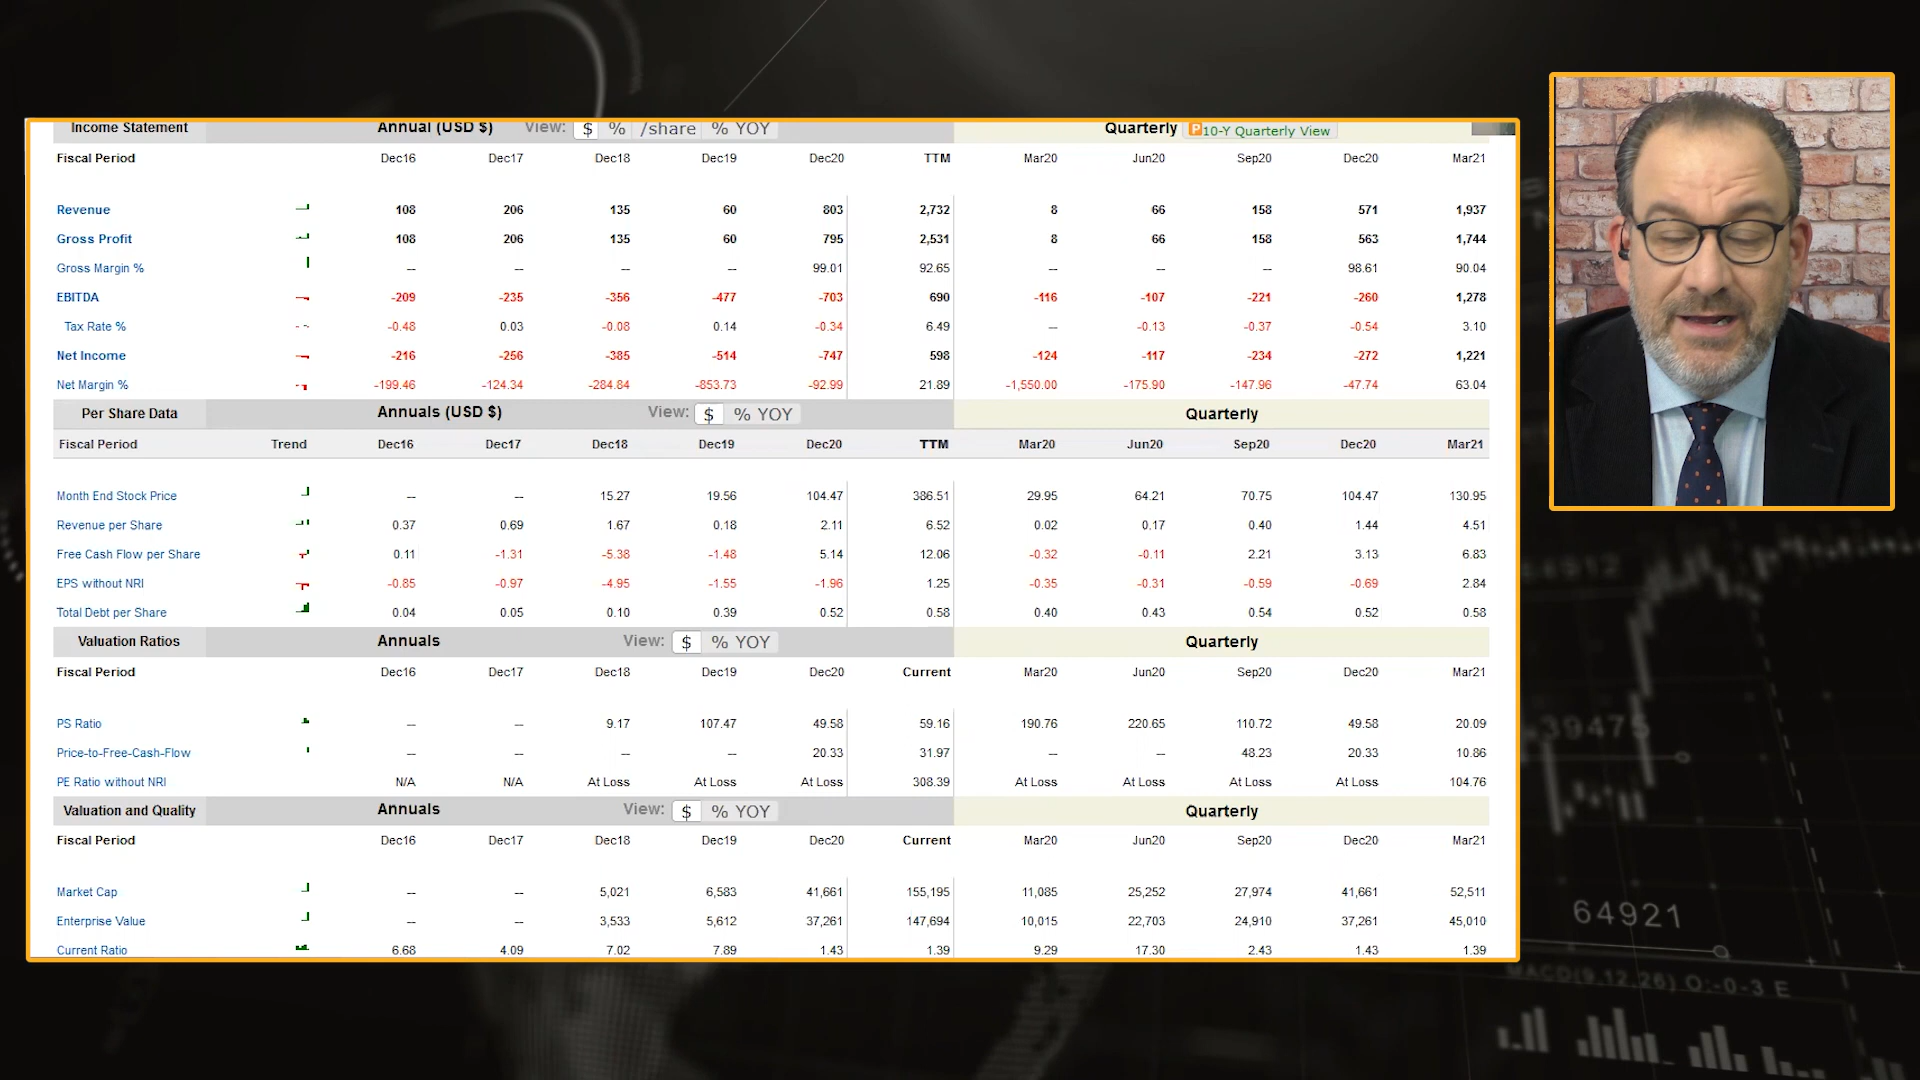 Income Statement Annual (USD $) View: $ % /share % YOY Quarterly P 10-Y Quarterly View
Fiscal Period Dec16 Dec17 Dec18 Dec19 Dec20 TTM Mar20 Jun20 Sep20 Dec20 Mar21
Revenue 108 206 135 60 803 2,732 8 66 158 571 1,937
Gross Profit 108 206 135 60 795 2,531 8 66 158 563 1,744
Gross Margin % -- -- -- -- 99.01 92.65 -- -- -- 98.61 90.04
EBITDA -209 -235 -356 -477 -703 690 -116 -107 -221 -260 1,278
Tax Rate % -0.48 0.03 -0.08 0.14 -0.34 6.49 -- -0.13 -0.37 -0.54 3.10
Net Income -216 -256 -385 -514 -747 598 -124 -117 -234 -272 1,221
Net Margin % -199.46 -124.34 -284.84 -853.73 -92.99 21.89 -1,550.00 -175.90 -147.96 -47.74 63.04
Per Share Data Annuals (USD $) View: $ % YOY Quarterly
Fiscal Period Trend Dec16 Dec17 Dec18 Dec19 Dec20 TTM Mar20 Jun20 Sep20 Dec20 Mar21
Month End Stock Price -- -- 15.27 19.56 104.47 386.51 29.95 64.21 70.75 104.47 130.95
Revenue per Share 0.37 0.69 1.67 0.18 2.11 6.52 0.02 0.17 0.40 1.44 4.51
Free Cash Flow per Share 0.11 -1.31 -5.38 -1.48 5.14 12.06 -0.32 -0.11 2.21 3.13 6.83
EPS without NRI -0.85 -0.97 -4.95 -1.55 -1.96 1.25 -0.35 -0.31 -0.59 -0.69 2.84
Total Debt per Share 0.04 0.05 0.10 0.39 0.52 0.58 0.40 0.43 0.54 0.52 0.58
Valuation Ratios Annuals View: $ % YOY Quarterly
Fiscal Period Dec16 Dec17 Dec18 Dec19 Dec20 Current Mar20 Jun20 Sep20 Dec20 Mar21
PS Ratio -- -- 9.17 107.47 49.58 59.16 190.76 220.65 110.72 49.58 20.09
Price-to-Free-Cash-Flow -- -- -- -- 20.33 31.97 -- -- 48.23 20.33 10.86
PE Ratio without NRI N/A N/A At Loss At Loss At Loss 308.39 At Loss At Loss At Loss At Loss 104.76
Valuation and Quality Annuals View: $ % YOY Quarterly
Fiscal Period Dec16 Dec17 Dec18 Dec19 Dec20 Current Mar20 Jun20 Sep20 Dec20 Mar21
Market Cap -- -- 5,021 6,583 41,661 155,195 11,085 25,252 27,974 41,661 52,511
Enterprise Value -- -- 3,533 5,612 37,261 147,694 10,015 22,703 24,910 37,261 45,010
Current Ratio 6.68 4.09 7.02 7.89 1.43 1.39 9.29 17.30 2.43 1.43 1.39
64912
39475
64921
MACD(9,12,26) O:-0-3 E